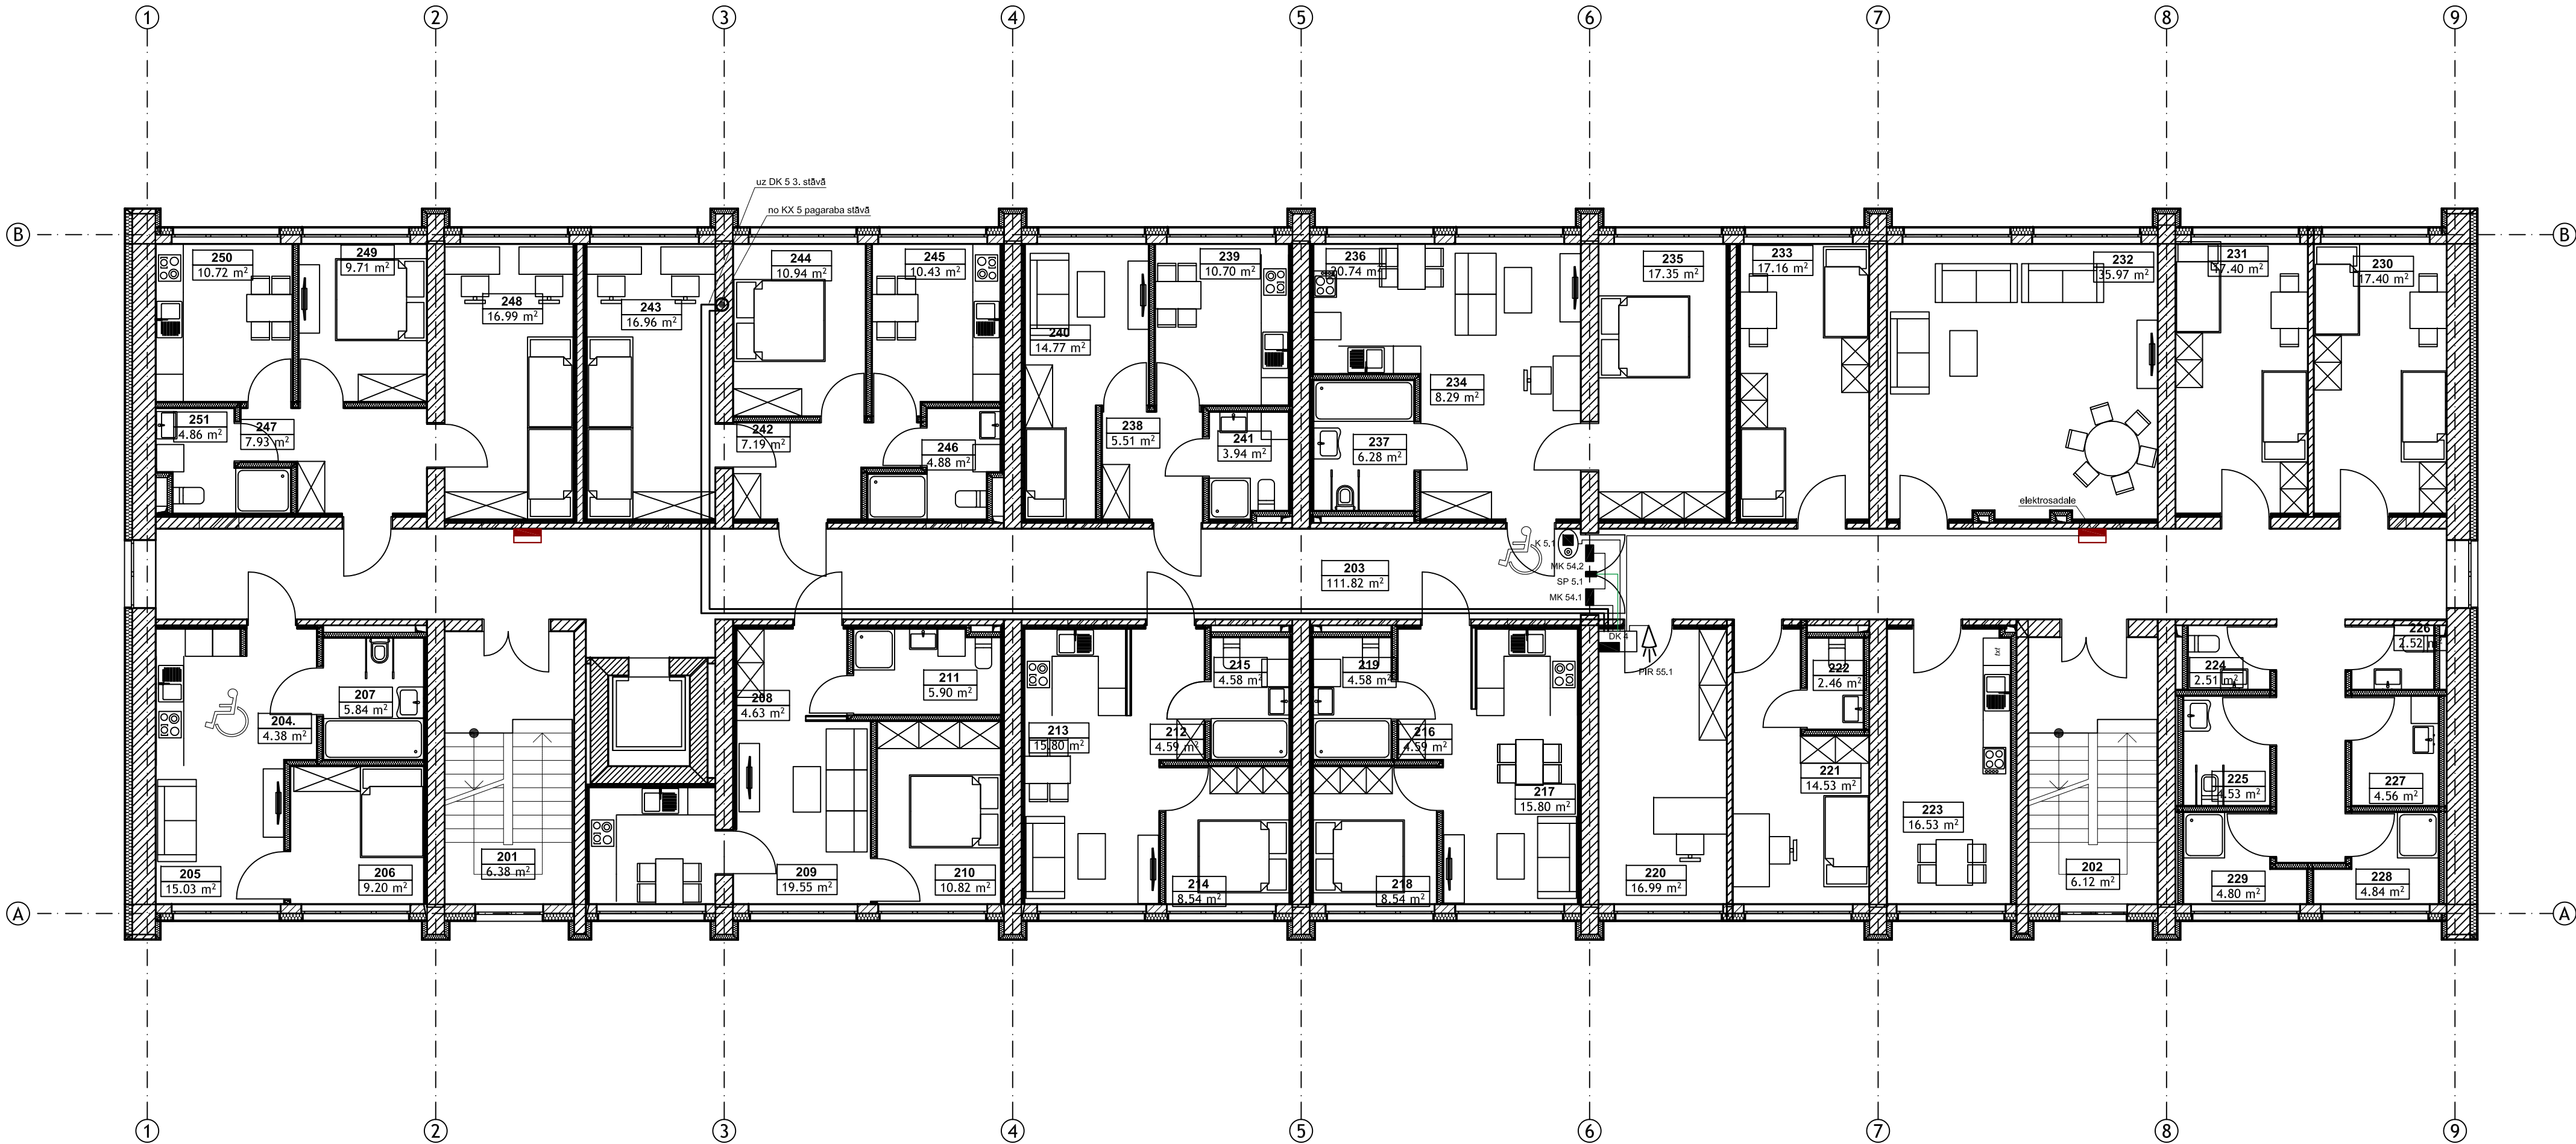 1 2 3 4 5 6 7 8 9
uz DK 5 3. stāvā
no KX 5 pagaraba stāvā
B B
250
10.72 m²
249
9.71 m²
248
16.99 m²
243
16.96 m²
244
10.94 m²
245
10.43 m²
240
14.77 m²
239
10.70 m²
236
20.74 m²
235
17.35 m²
233
17.16 m²
232
35.97 m²
231
17.40 m²
230
17.40 m²
251
4.86 m²
247
7.93 m²
242
7.19 m²
246
4.88 m²
238
5.51 m²
241
3.94 m²
234
8.29 m²
237
6.28 m²
elektrosadale
K 5.1
MK 54.2
SP 5.1
MK 54.1
203
111.82 m²
DK 4
PIR 55.1
204.
4.38 m²
207
5.84 m²
208
4.63 m²
211
5.90 m²
215
4.58 m²
219
4.58 m²
222
2.46 m²
txt
224
2.51 m²
226
2.52 m
213
15.80 m²
212
4.59 m²
216
4.59 m²
217
15.80 m²
221
14.53 m²
223
16.53 m²
225
4.53 m²
227
4.56 m²
205
15.03 m²
206
9.20 m²
201
6.38 m²
209
19.55 m²
210
10.82 m²
214
8.54 m²
218
8.54 m²
220
16.99 m²
202
6.12 m²
229
4.80 m²
228
4.84 m²
A A
1 2 3 4 5 6 7 8 9